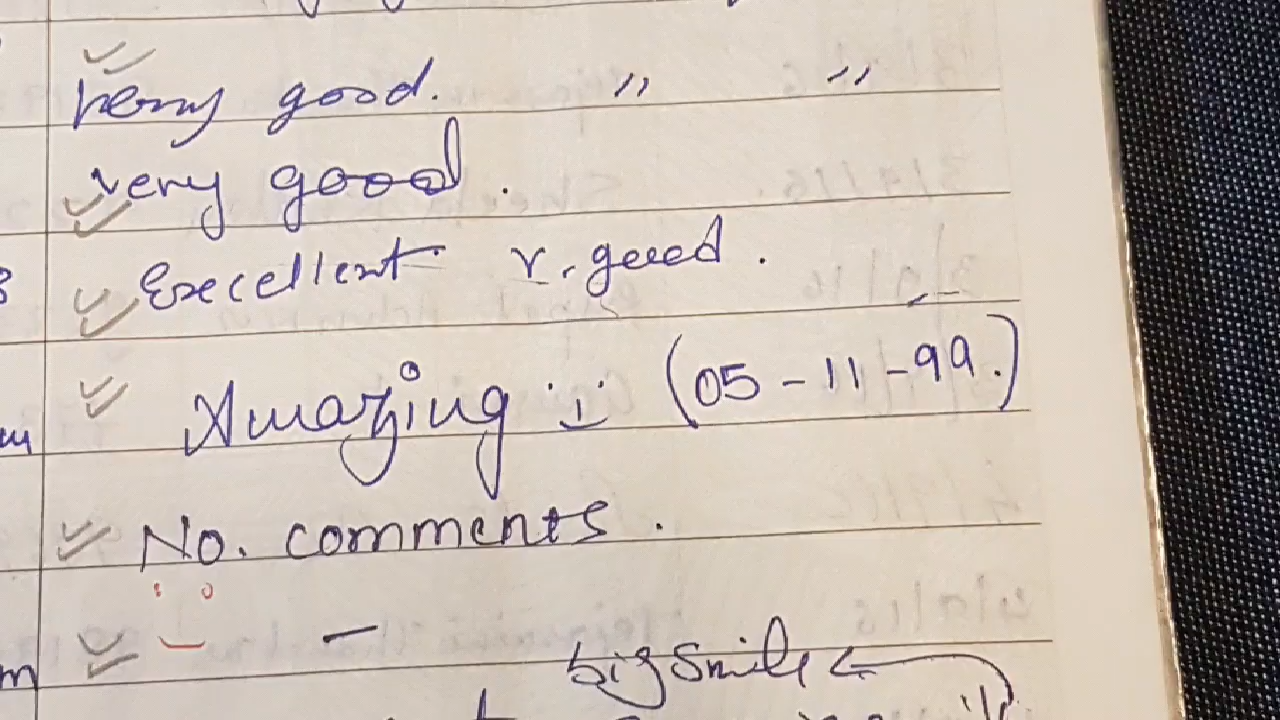 very good. " "
very good.
Excellent v. good.
Amazing :) (05-11-99.)
No. comments.
—
big smile ←